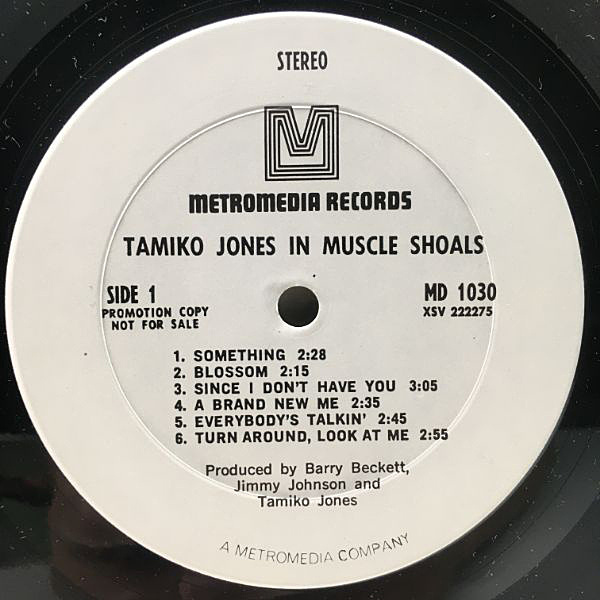 STEREO
METROMEDIA RECORDS
TAMIKO JONES IN MUSCLE SHOALS
SIDE 1
PROMOTION COPY
NOT FOR SALE
MD 1030
XSV 222275
1. SOMETHING 2:28
2. BLOSSOM 2:15
3. SINCE I DON'T HAVE YOU 3:05
4. A BRAND NEW ME 2:35
5. EVERYBODY'S TALKIN' 2:45
6. TURN AROUND, LOOK AT ME 2:55
Produced by Barry Beckett,
Jimmy Johnson and
Tamiko Jones
A METROMEDIA COMPANY